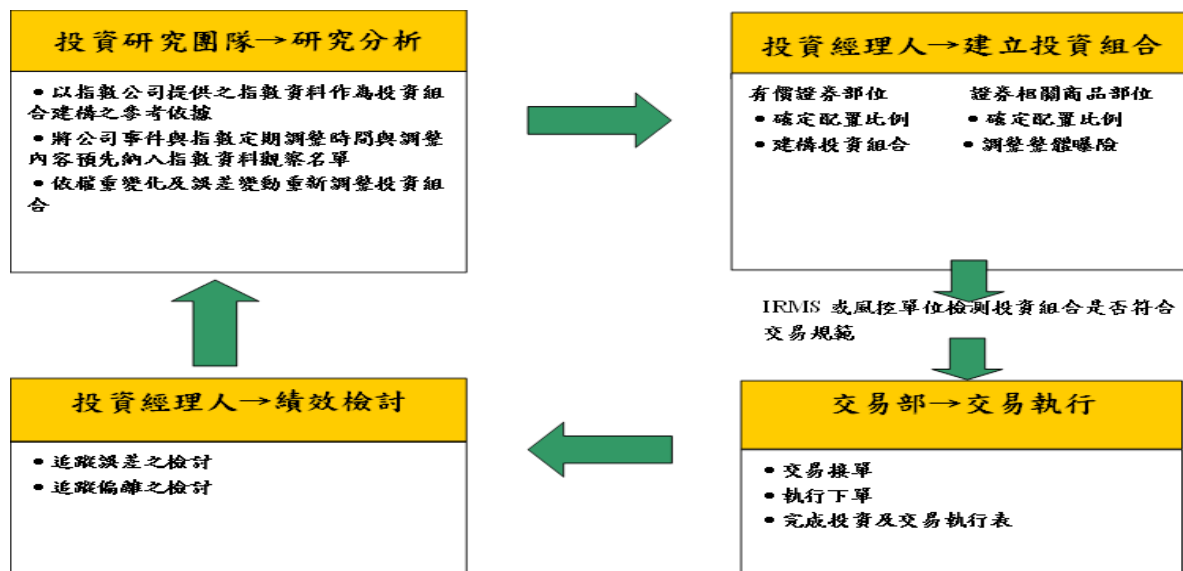 投資研究團隊→研究分析
• 以指數公司提供之指數資料作為投資組
合建構之參考依據
• 將公司事件與指數定期調整時間與調整
內容預先納入指數資料觀察名單
• 依權重變化及誤差變動重新調整投資組
合
投資經理人→建立投資組合
有價證券部位 證券相關商品部位
• 確定配置比例 • 確定配置比例
• 建構投資組合 • 調整整體曝險
IRMS 或風控單位檢測投資組合是否符合
交易規範
交易部→交易執行
• 交易接單
• 執行下單
• 完成投資及交易執行表
投資經理人→績效檢討
• 追蹤誤差之檢討
• 追蹤偏離之檢討